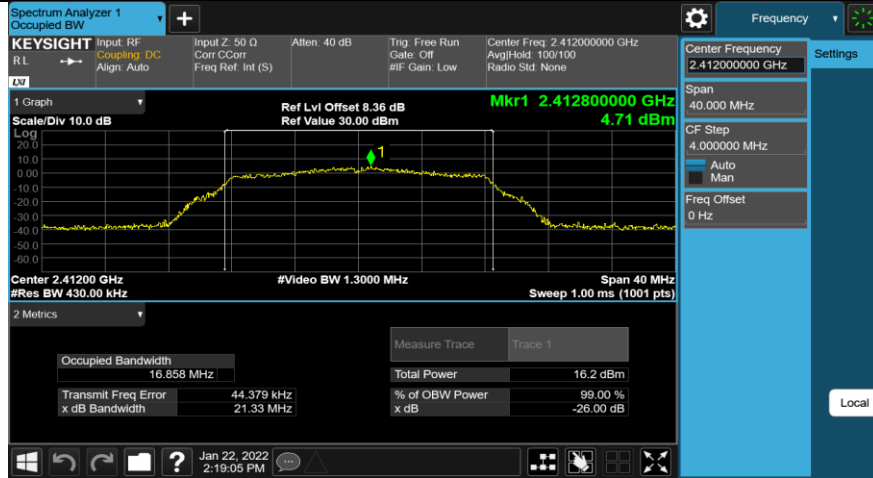 Spectrum Analyzer 1
Occupied BW
+
Frequency
KEYSIGHT
RL
LXI
Input: RF
Coupling: DC
Align: Auto
Input Z: 50 Ω
Corr CCorr
Freq Ref: Int (S)
Atten: 40 dB
Trig: Free Run
Gate: Off
#IF Gain: Low
Center Freq: 2.412000000 GHz
Avg|Hold: 100/100
Radio Std: None
Center Frequency
2.412000000 GHz
Settings
Span
40.000 MHz
CF Step
4.000000 MHz
Auto
Man
Freq Offset
0 Hz
1 Graph
Scale/Div 10.0 dB
Ref Lvl Offset 8.36 dB
Ref Value 30.00 dBm
Mkr1 2.412800000 GHz
4.71 dBm
Log
20.0
10.0
0.00
-10.0
-20.0
-30.0
-40.0
-50.0
-60.0
1
Center 2.41200 GHz
#Res BW 430.00 kHz
#Video BW 1.3000 MHz
Span 40 MHz
Sweep 1.00 ms (1001 pts)
2 Metrics
Measure Trace Trace 1
Occupied Bandwidth
16.858 MHz
Total Power 16.2 dBm
Transmit Freq Error 44.379 kHz
% of OBW Power 99.00 %
x dB Bandwidth 21.33 MHz
x dB -26.00 dB
Local
?
Jan 22, 2022
2:19:05 PM